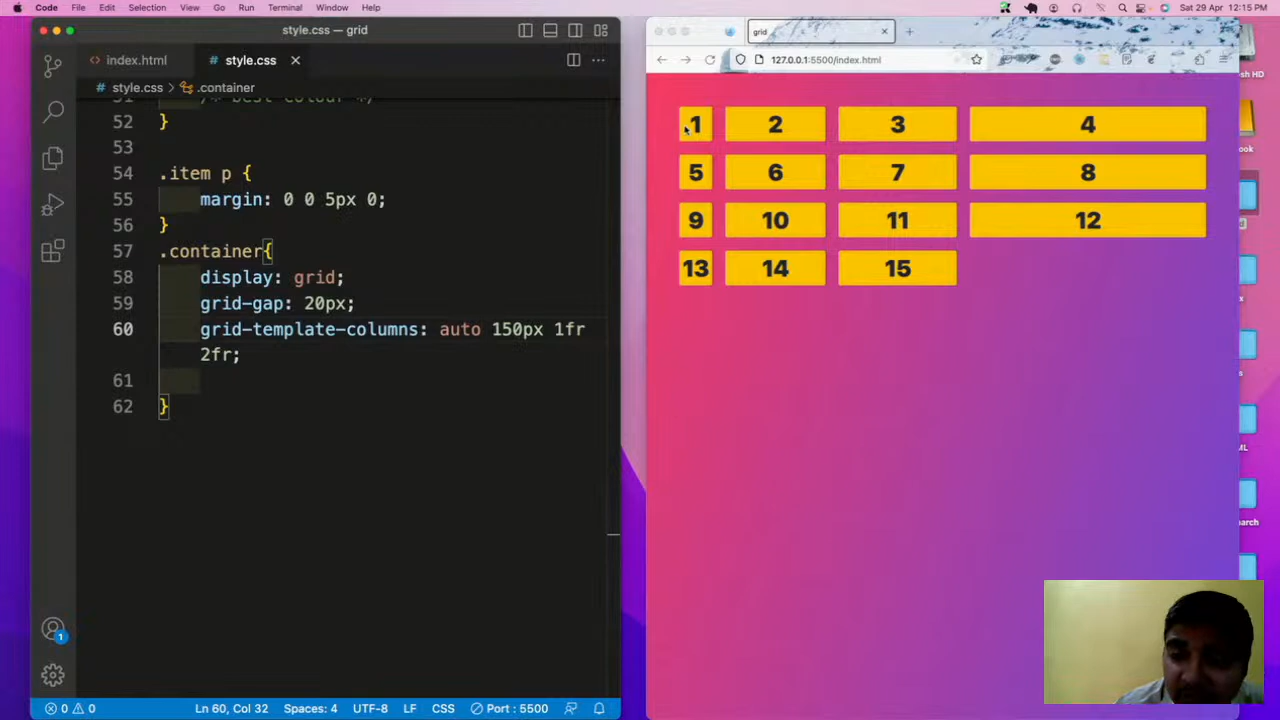 Code File Edit Selection View Go Run Terminal Window Help Sat 29 Apr 12:15 PM
style.css — grid
index.html style.css
style.css > .container
52 }
53
54 .item p {
55 margin: 0 0 5px 0;
56 }
57 .container{
58 display: grid;
59 grid-gap: 20px;
60 grid-template-columns: auto 150px 1fr
2fr;
61
62 }
1
0 0 Ln 60, Col 32 Spaces: 4 UTF-8 LF CSS Port : 5500
grid
127.0.0.1:5500/index.html
1 2 3 4
5 6 7 8
9 10 11 12
13 14 15